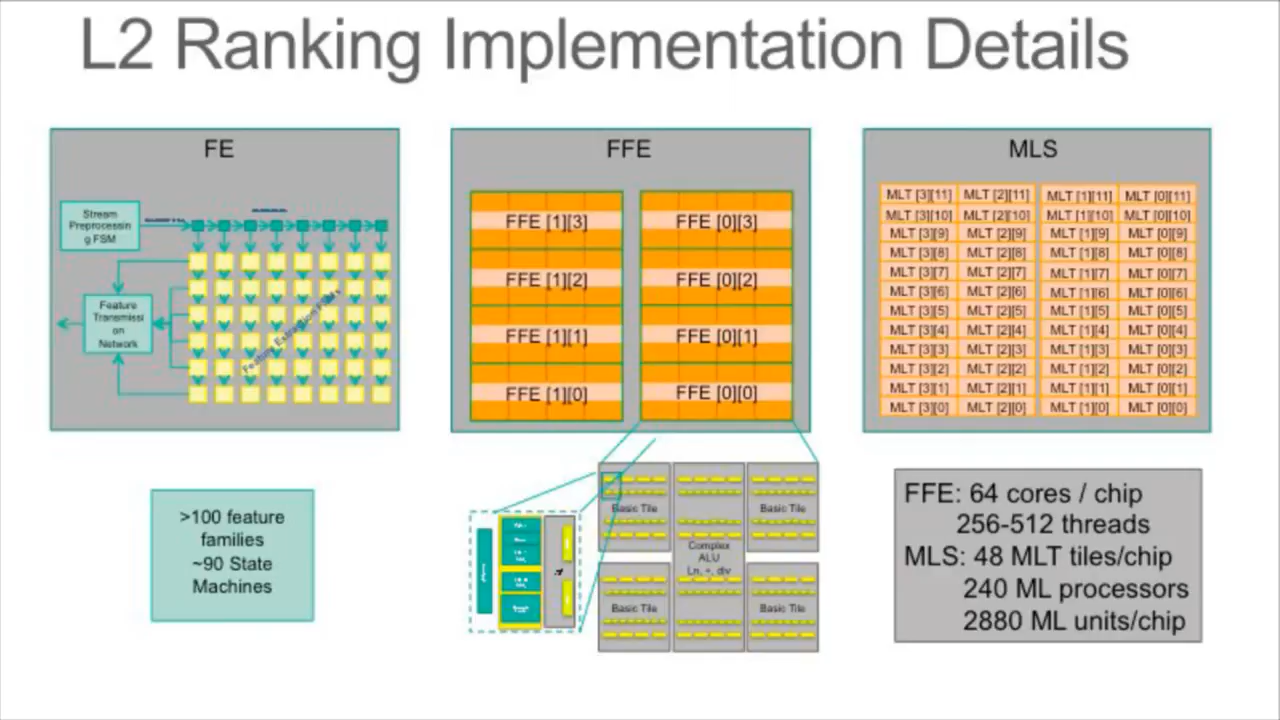 L2 Ranking Implementation Details
FE
Stream
Preprocessin
g FSM
Feature
Transmissi
on
Network
Feature Extraction FSMs
>100 feature
families
~90 State
Machines
FFE
FFE [1][3] FFE [0][3]
FFE [1][2] FFE [0][2]
FFE [1][1] FFE [0][1]
FFE [1][0] FFE [0][0]
Basic Tile Basic Tile
Complex
ALU
Ln, ÷, div
Basic Tile Basic Tile
MLS
MLT [3][11] MLT [2][11] MLT [1][11] MLT [0][11]
MLT [3][10] MLT [2][10] MLT [1][10] MLT [0][10]
MLT [3][9] MLT [2][9] MLT [1][9] MLT [0][9]
MLT [3][8] MLT [2][8] MLT [1][8] MLT [0][8]
MLT [3][7] MLT [2][7] MLT [1][7] MLT [0][7]
MLT [3][6] MLT [2][6] MLT [1][6] MLT [0][6]
MLT [3][5] MLT [2][5] MLT [1][5] MLT [0][5]
MLT [3][4] MLT [2][4] MLT [1][4] MLT [0][4]
MLT [3][3] MLT [2][3] MLT [1][3] MLT [0][3]
MLT [3][2] MLT [2][2] MLT [1][2] MLT [0][2]
MLT [3][1] MLT [2][1] MLT [1][1] MLT [0][1]
MLT [3][0] MLT [2][0] MLT [1][0] MLT [0][0]
FFE: 64 cores / chip
256-512 threads
MLS: 48 MLT tiles/chip
240 ML processors
2880 ML units/chip